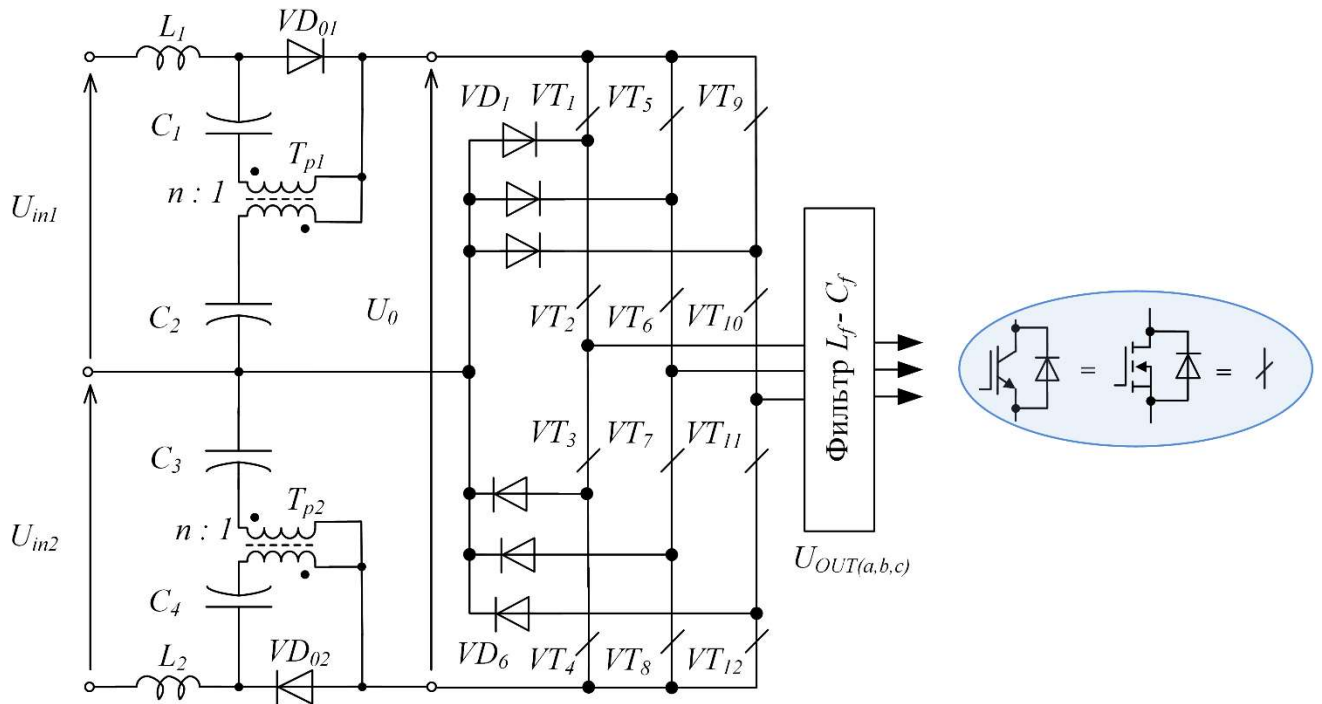 L1
VD01
C1
Tp1
n : 1
Uin1
C2
U0
VD1
VT1
VT5
VT9
VT2
VT6
VT10
Фильтр Lf - Cf
=
=
C3
Tp2
n : 1
Uin2
C4
L2
VD02
VT3
VT7
VT11
VD6
VT4
VT8
VT12
UOUT(a,b,c)